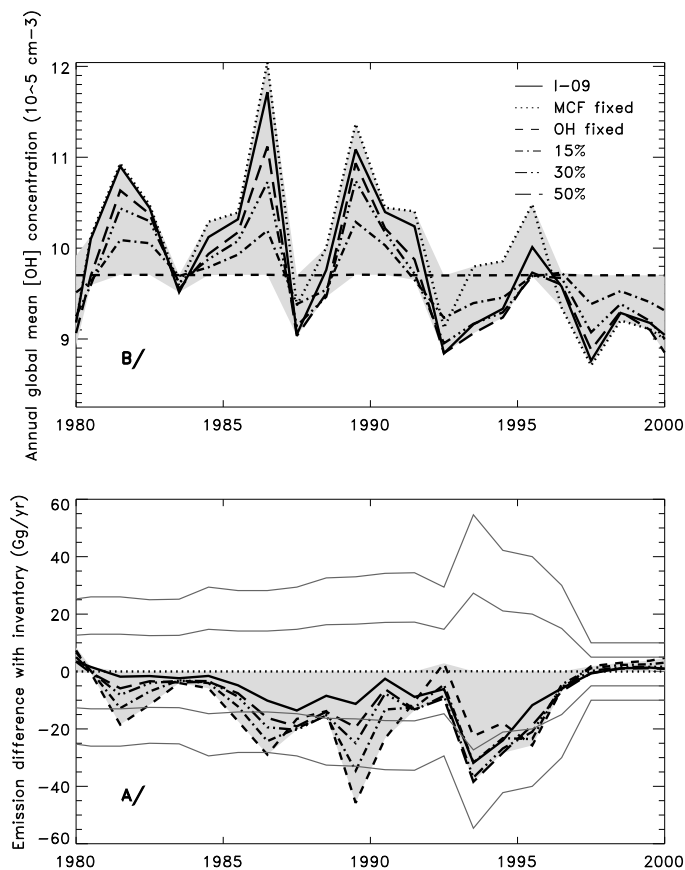 Annual global mean [OH] concentration (10~5 cm-3)
12
11
10
9
I-09
MCF fixed
OH fixed
15%
30%
50%
B/
1980 1985 1990 1995 2000
Emission difference with inventory (Gg/yr)
60
40
20
0
-20
-40
-60
A/
1980 1985 1990 1995 2000